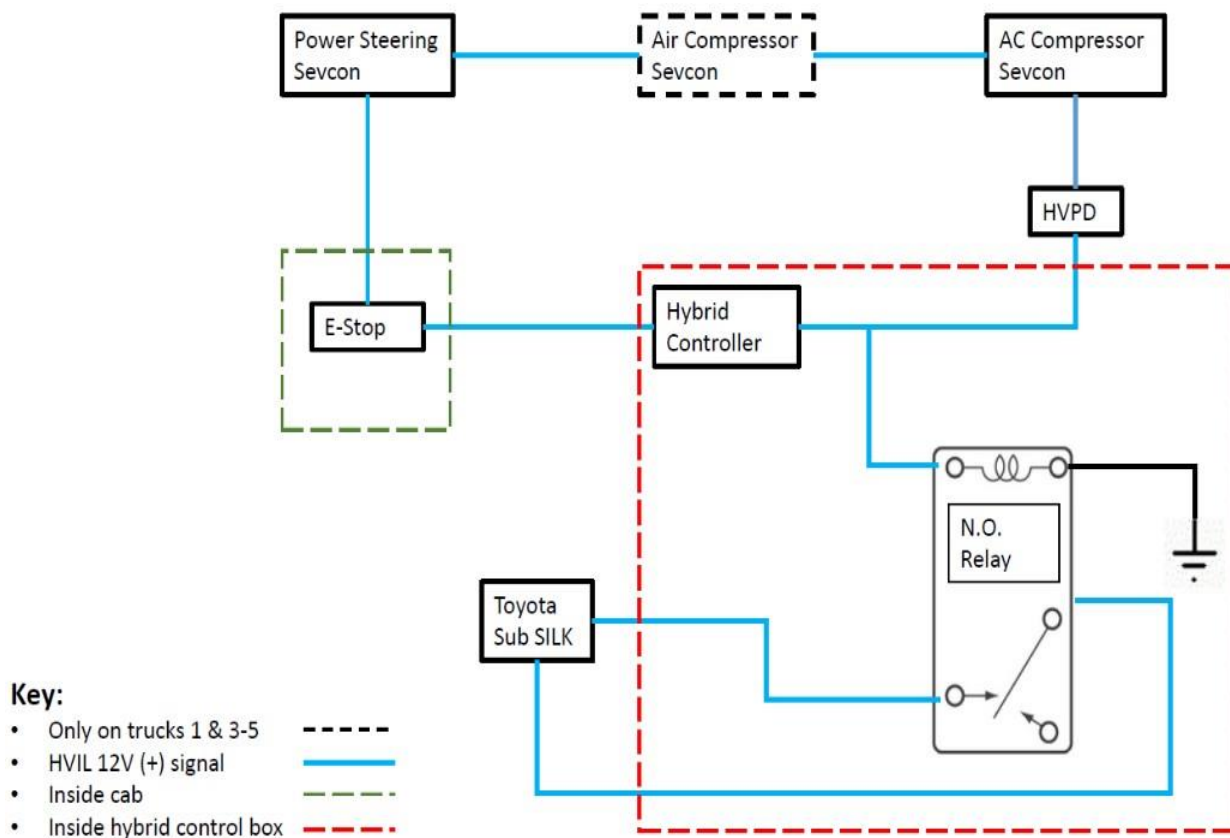 Power Steering
Sevcon
Air Compressor
Sevcon
AC Compressor
Sevcon
HVPD
E-Stop
Hybrid
Controller
N.O.
Relay
Toyota
Sub SILK
Key:
• Only on trucks 1 & 3-5
• HVIL 12V (+) signal
• Inside cab
• Inside hybrid control box